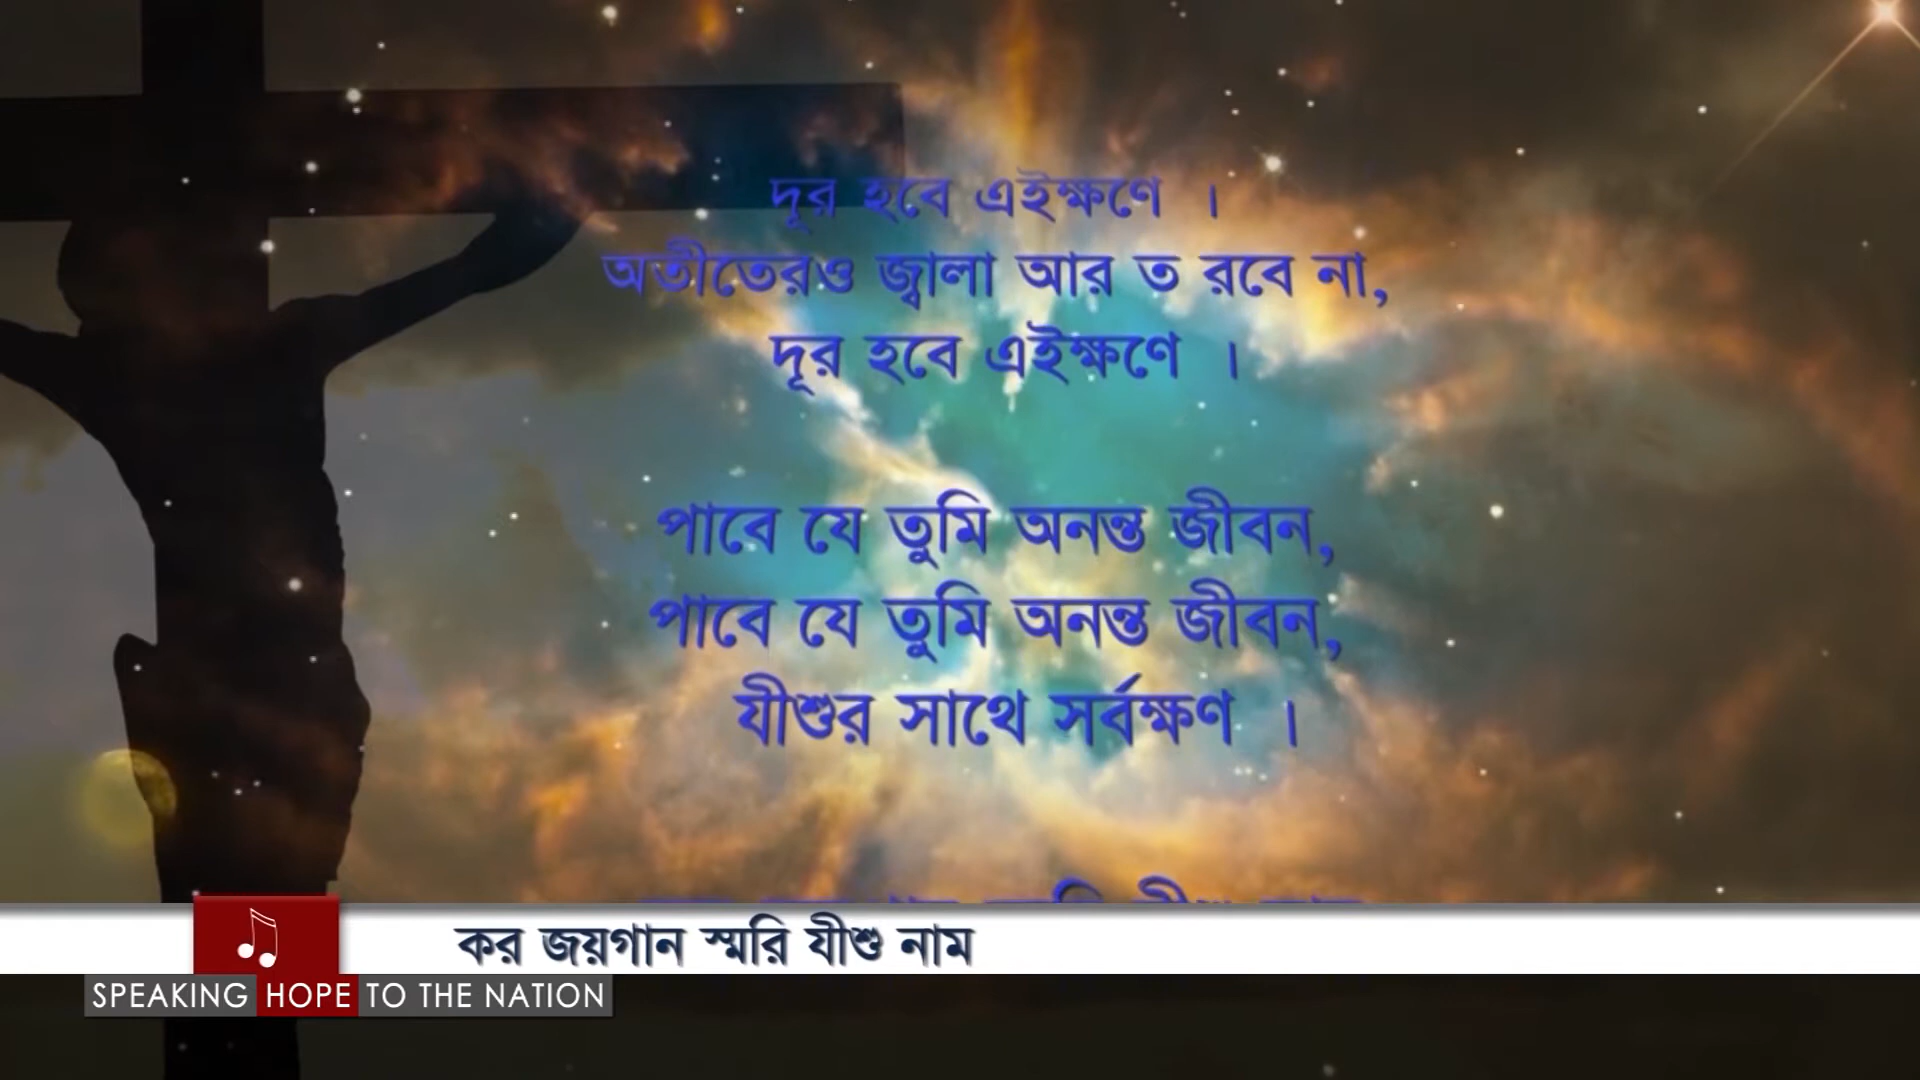 দূর হবে এইক্ষণে ।
অতীতেরও জ্বালা আর ত রবে না,
দূর হবে এইক্ষণে ।
পাবে যে তুমি অনন্ত জীবন,
পাবে যে তুমি অনন্ত জীবন,
যীশুর সাথে সর্বক্ষণ ।
কর জয়গান স্মরি যীশু নাম
SPEAKING HOPE TO THE NATION